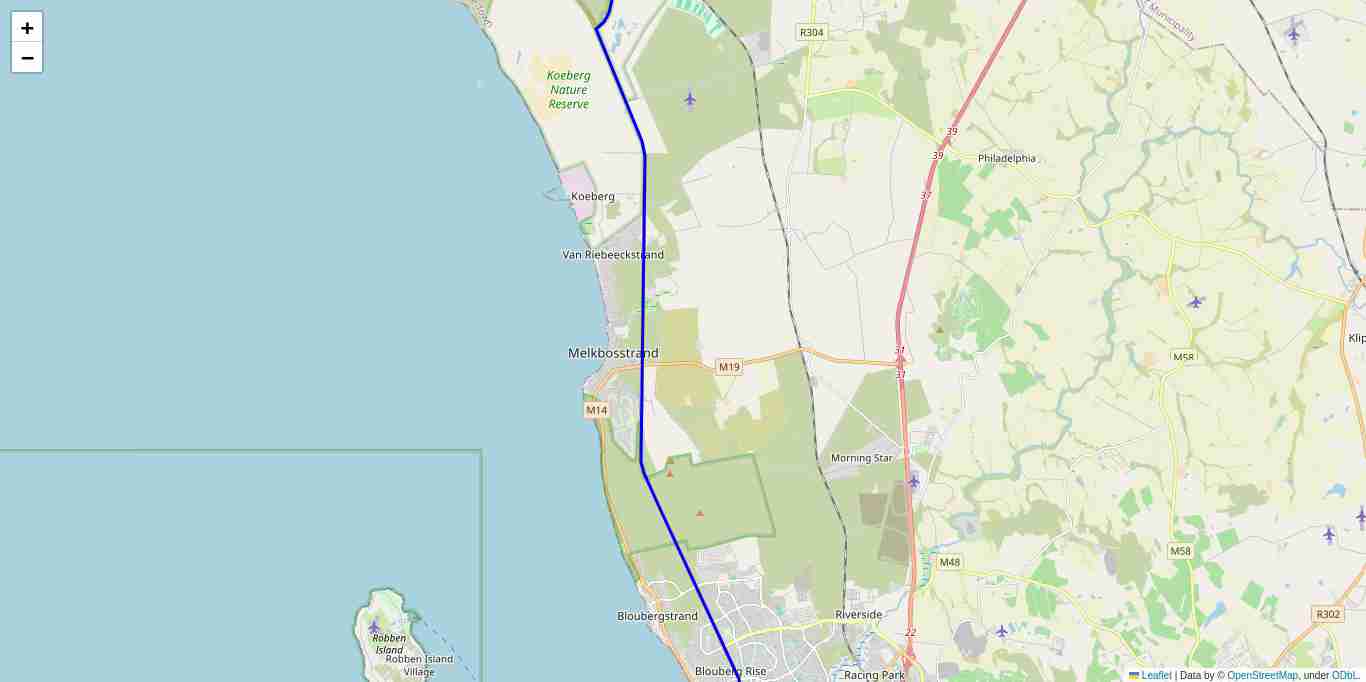 +
−
town
Municipality
R304
Koeberg
Nature
Reserve
39
39
Philadelphia
37
Koeberg
Van Riebeeckstrand
Melkbosstrand
31
31
M19
M58
Klip
M14
Morning Star
M58
M48
Bloubergstrand
Riverside
R302
22
Robben
Island
Robben Island
Village
Blouberg Rise
Racing Park
Leaflet | Data by © OpenStreetMap, under ODbL.